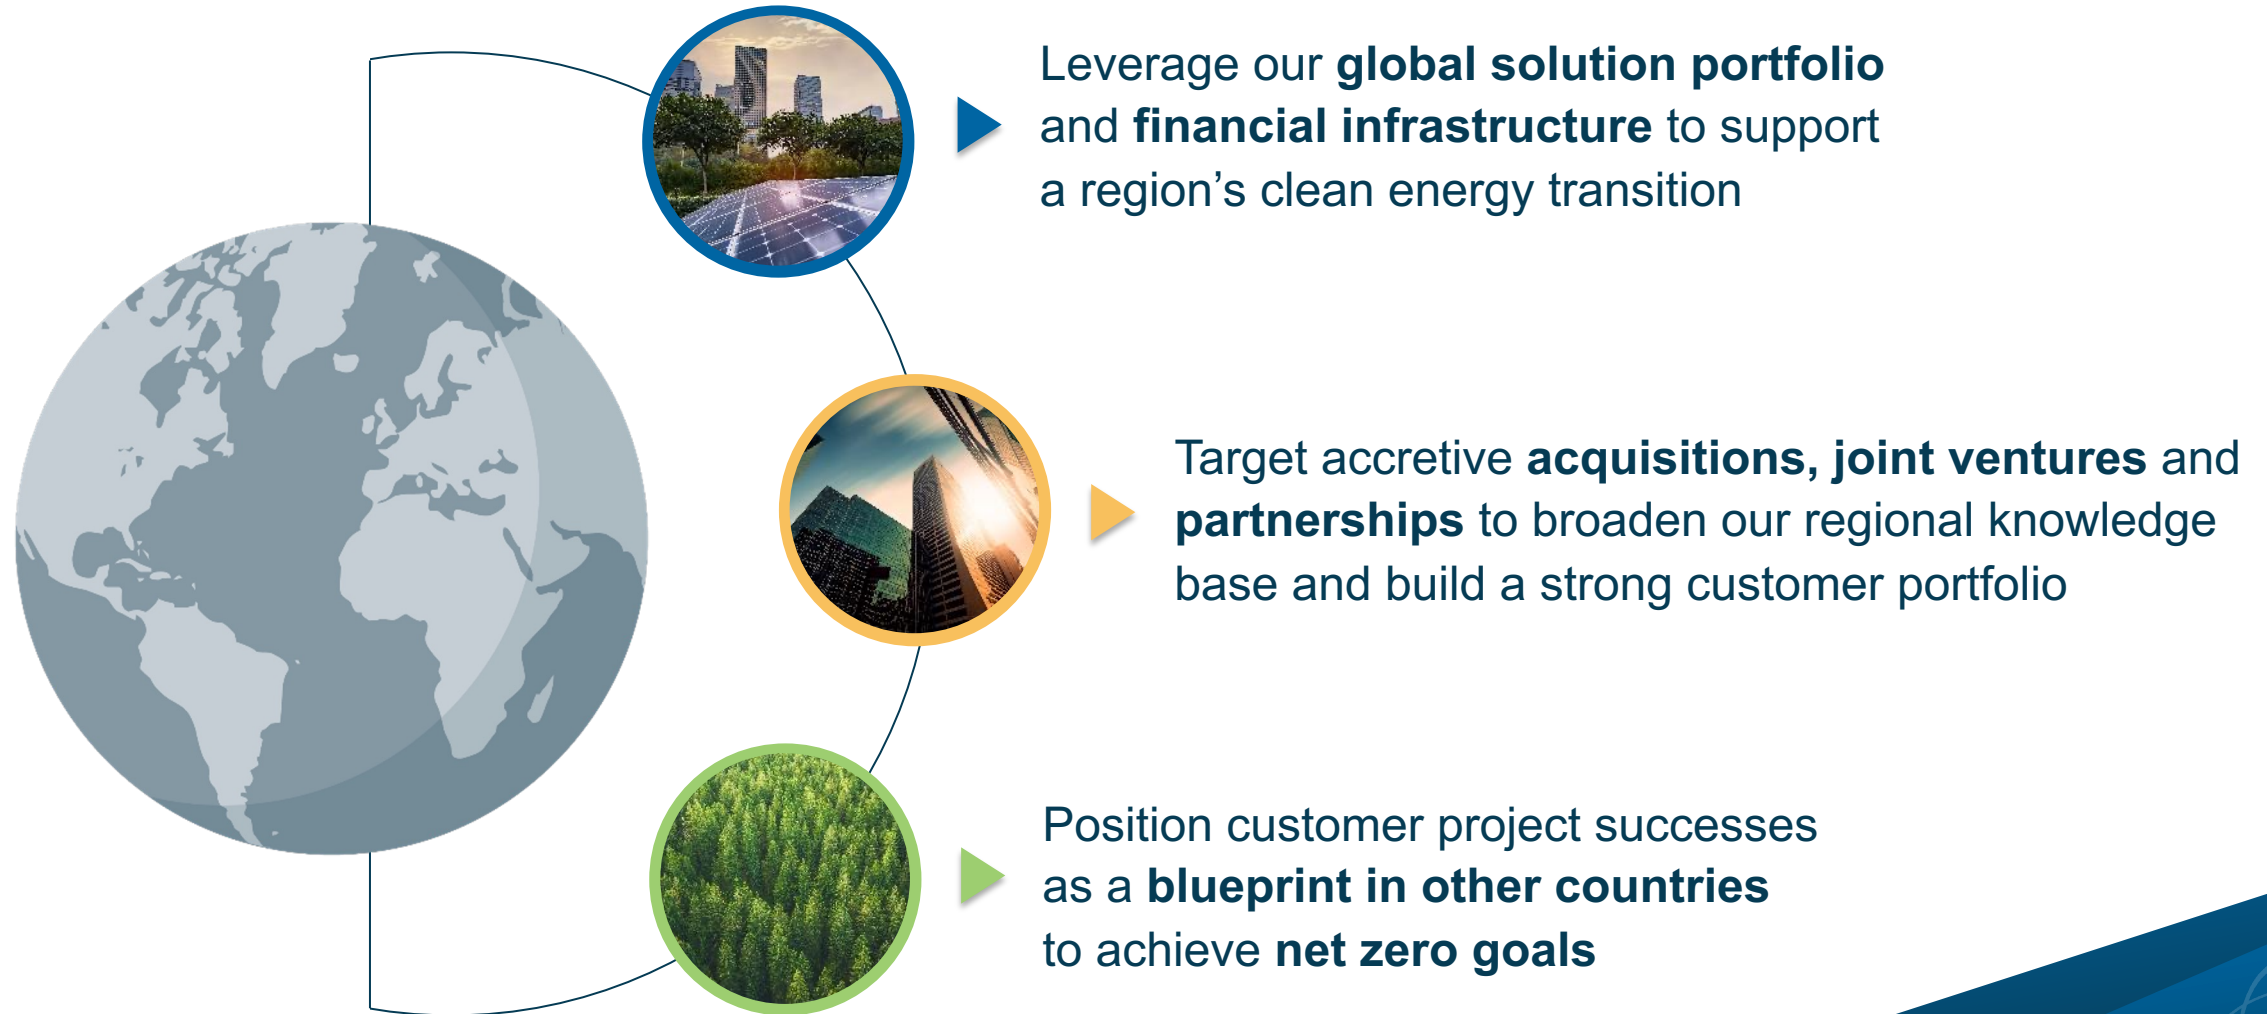 Leverage our global solution portfolio
and financial infrastructure to support
a region’s clean energy transition
Target accretive acquisitions, joint ventures and
partnerships to broaden our regional knowledge
base and build a strong customer portfolio
Position customer project successes
as a blueprint in other countries
to achieve net zero goals